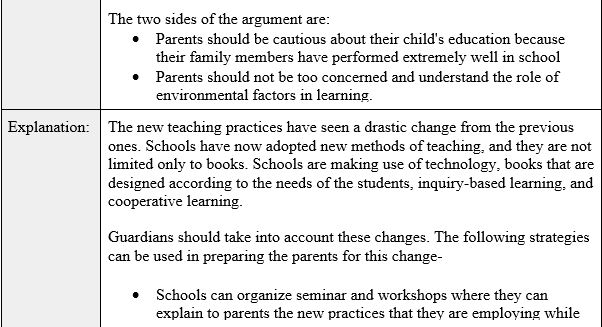 The two sides of the argument are:
• Parents should be cautious about their child's education because
their family members have performed extremely well in school
• Parents should not be too concerned and understand the role of
environmental factors in learning.
Explanation: The new teaching practices have seen a drastic change from the previous
ones. Schools have now adopted new methods of teaching, and they are not
limited only to books. Schools are making use of technology, books that are
designed according to the needs of the students, inquiry-based learning, and
cooperative learning.
Guardians should take into account these changes. The following strategies
can be used in preparing the parents for this change-
• Schools can organize seminar and workshops where they can
explain to parents the new practices that they are employing while